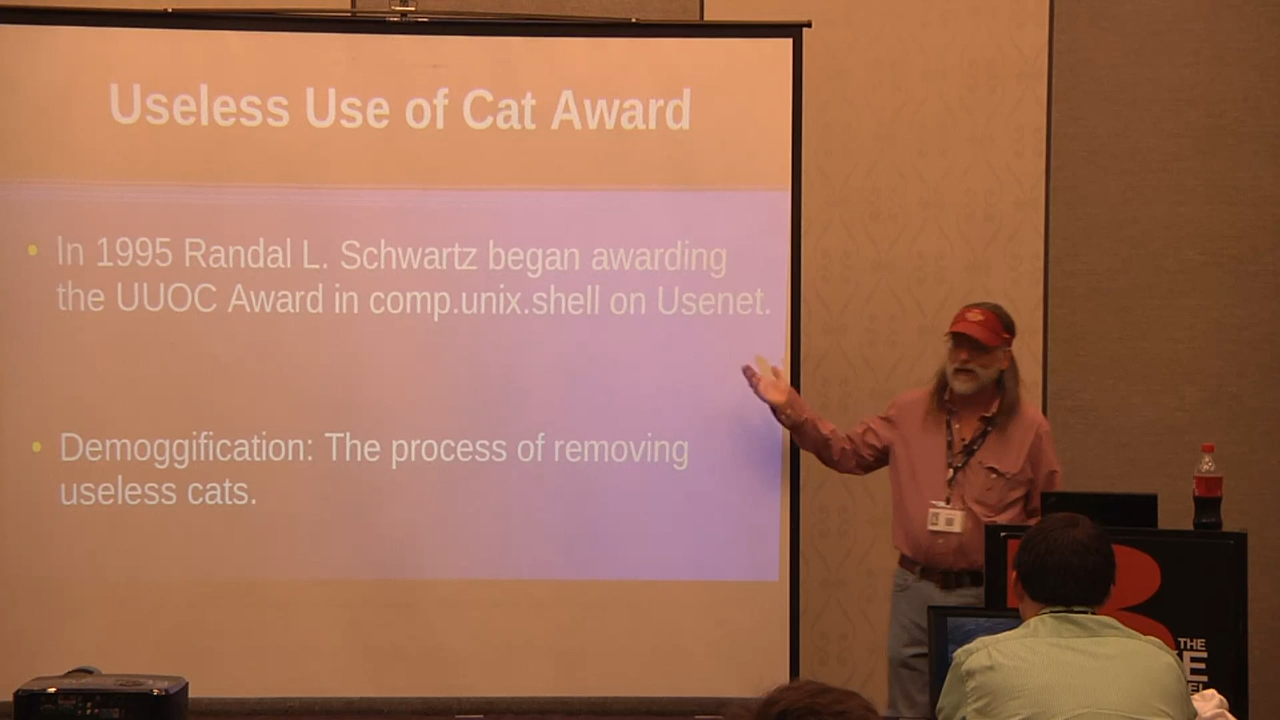 Useless Use of Cat Award
• In 1995 Randal L. Schwartz began awarding
the UUOC Award in comp.unix.shell on Usenet.
• Demoggification: The process of removing
useless cats.
THE